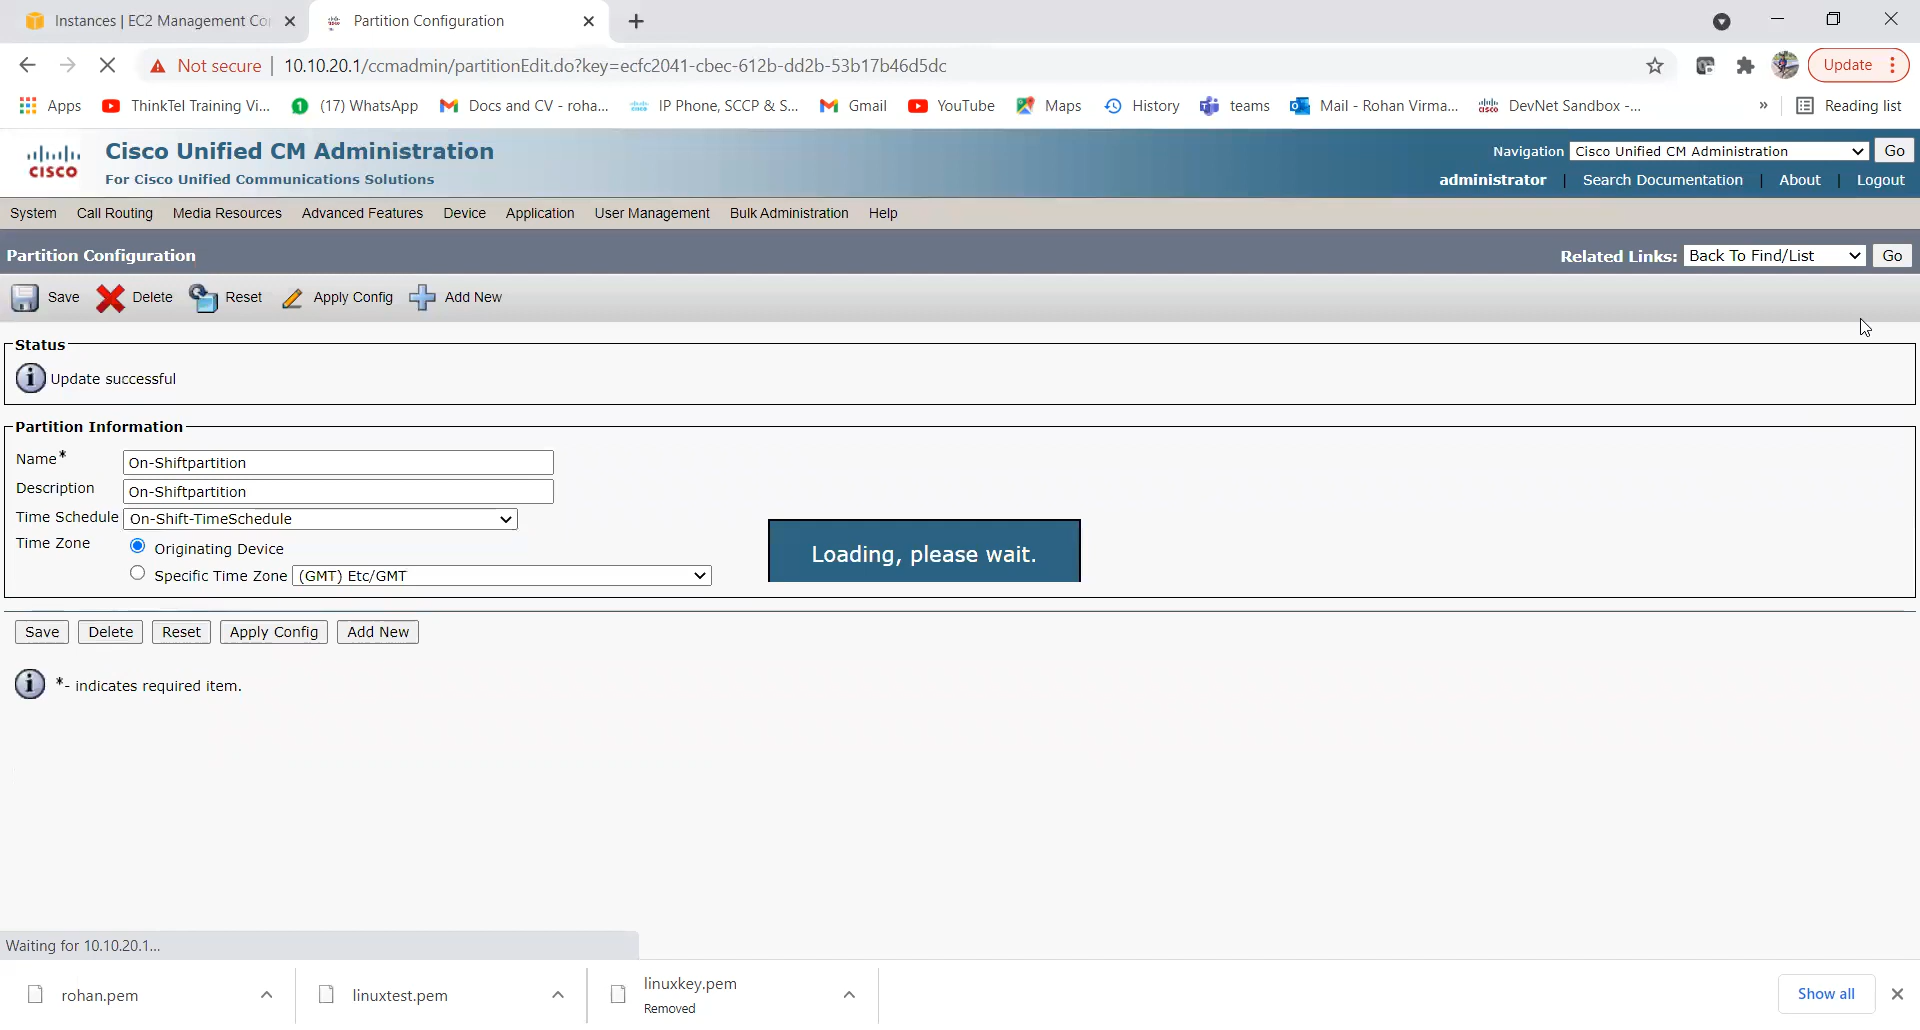 Instances | EC2 Management Co
Partition Configuration
Not secure | 10.10.20.1/ccmadmin/partitionEdit.do?key=ecfc2041-cbec-612b-dd2b-53b17b46d5dc
Update
Apps ThinkTel Training Vi... (17) WhatsApp Docs and CV - roha... IP Phone, SCCP & S... Gmail YouTube Maps History teams Mail - Rohan Virma... DevNet Sandbox -... » Reading list
CISCO
Cisco Unified CM Administration
For Cisco Unified Communications Solutions
Navigation Cisco Unified CM Administration Go
administrator | Search Documentation | About | Logout
System Call Routing Media Resources Advanced Features Device Application User Management Bulk Administration Help
Partition Configuration
Related Links: Back To Find/List Go
Save Delete Reset Apply Config Add New
Status
Update successful
Partition Information
Name* On-Shiftpartition
Description On-Shiftpartition
Time Schedule On-Shift-TimeSchedule
Time Zone Originating Device
Specific Time Zone (GMT) Etc/GMT
Loading, please wait.
Save Delete Reset Apply Config Add New
*- indicates required item.
Waiting for 10.10.20.1...
rohan.pem
linuxtest.pem
linuxkey.pem
Removed
Show all